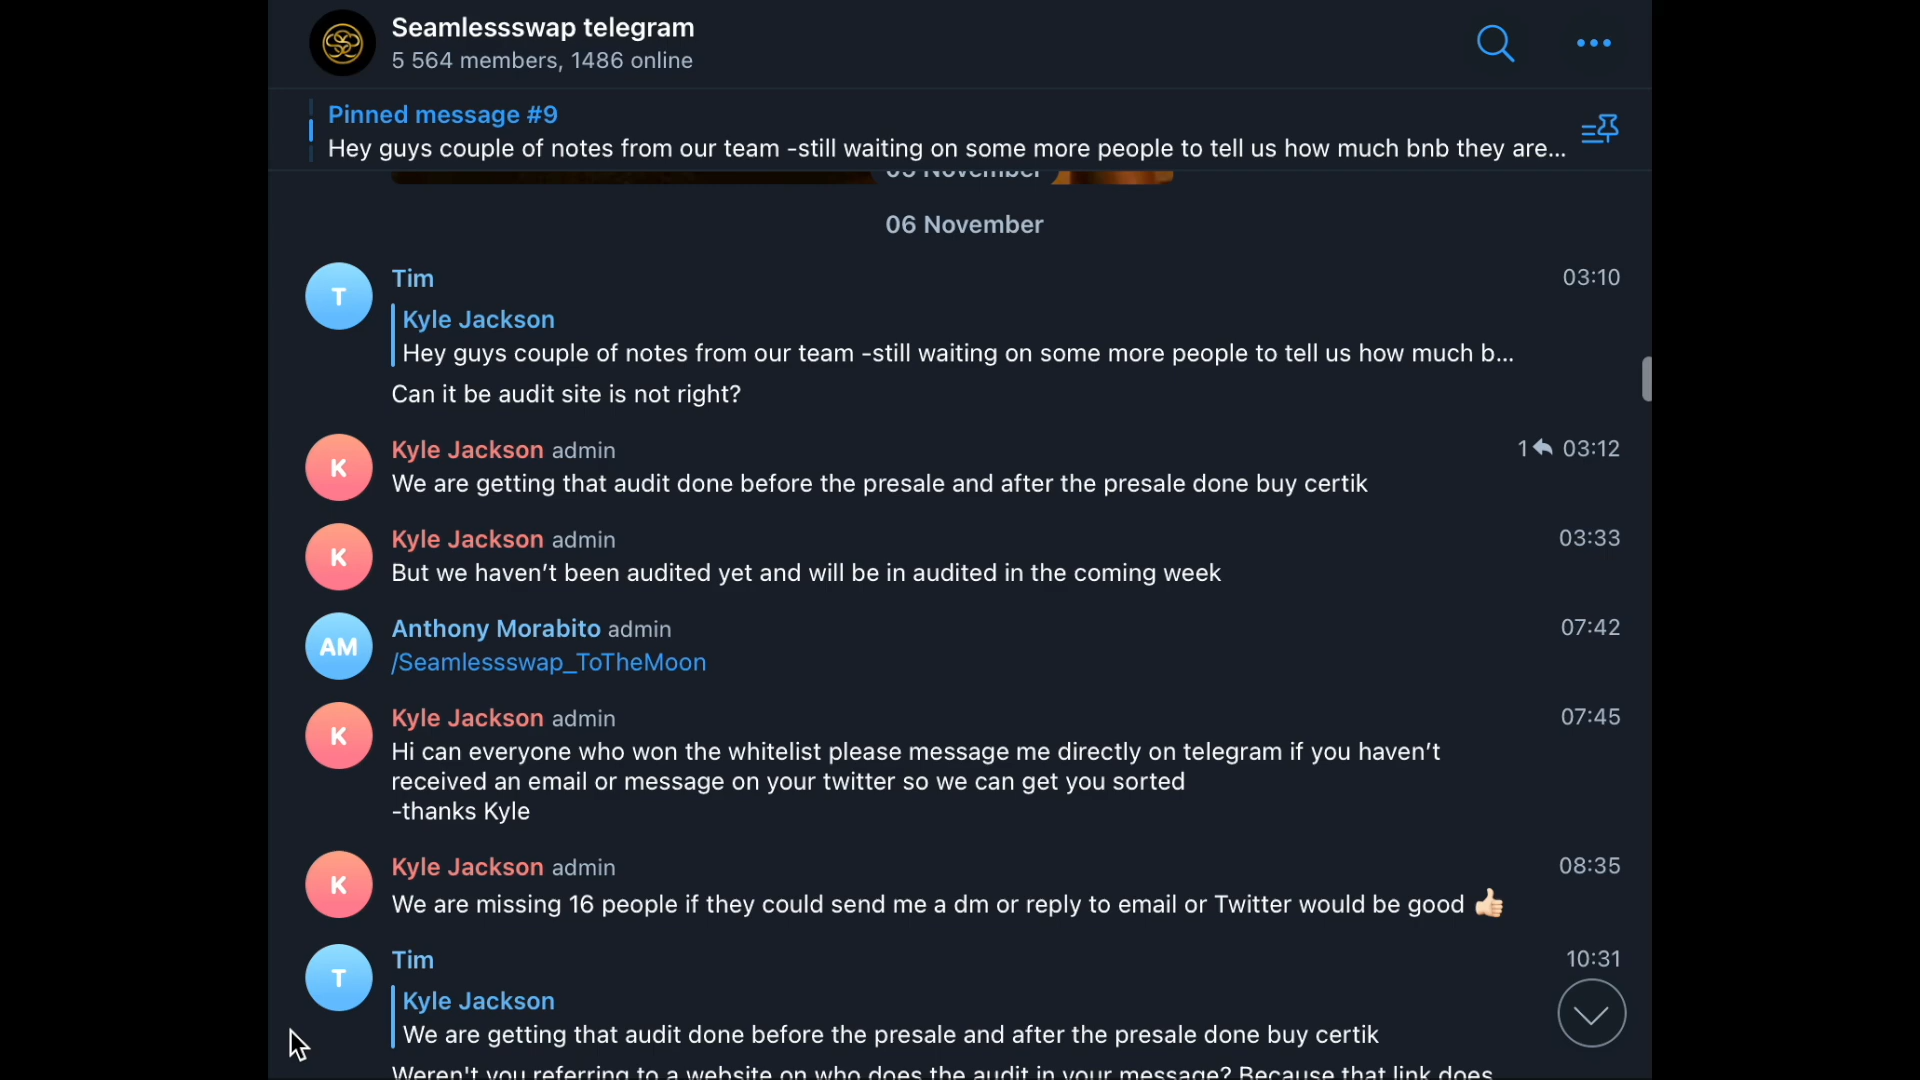 Seamlessswap telegram
5 564 members, 1486 online
Pinned message #9
Hey guys couple of notes from our team -still waiting on some more people to tell us how much bnb they are...
05 November
06 November
Tim
03:10
Kyle Jackson
Hey guys couple of notes from our team -still waiting on some more people to tell us how much b...
Can it be audit site is not right?
Kyle Jackson admin
1 03:12
We are getting that audit done before the presale and after the presale done buy certik
Kyle Jackson admin
03:33
But we haven’t been audited yet and will be in audited in the coming week
Anthony Morabito admin
07:42
/Seamlessswap_ToTheMoon
Kyle Jackson admin
07:45
Hi can everyone who won the whitelist please message me directly on telegram if you haven’t
received an email or message on your twitter so we can get you sorted
-thanks Kyle
Kyle Jackson admin
08:35
We are missing 16 people if they could send me a dm or reply to email or Twitter would be good 👍🏻
Tim
10:31
Kyle Jackson
We are getting that audit done before the presale and after the presale done buy certik
Weren't you referring to a website on who does the audit in your message? Because that link does
T
K
K
AM
K
K
T